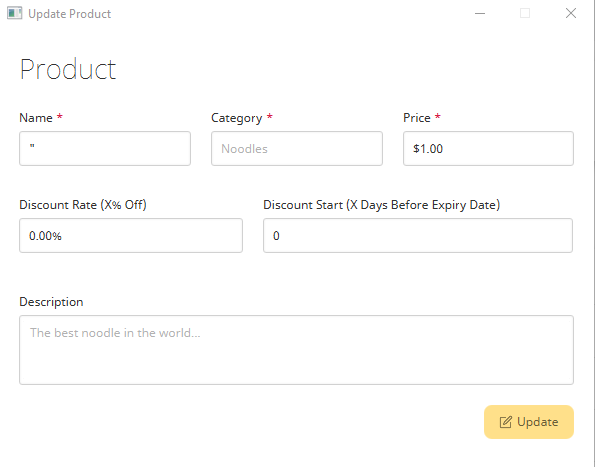 Update Product
Product
Name * Category * Price *
" Noodles $1.00
Discount Rate (X% Off) Discount Start (X Days Before Expiry Date)
0.00% 0
Description
The best noodle in the world...
Update